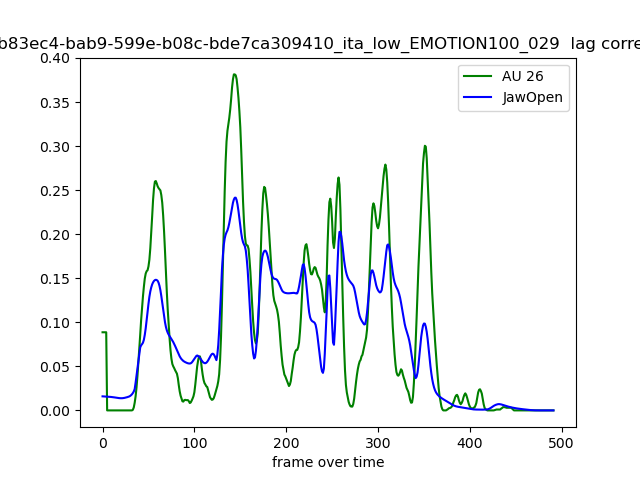 b83ec4-bab9-599e-b08c-bde7ca309410_ita_low_EMOTION100_029 lag corre
0.40
AU 26
JawOpen
0.35
0.30
0.25
0.20
0.15
0.10
0.05
0.00
0 100 200 300 400 500
frame over time